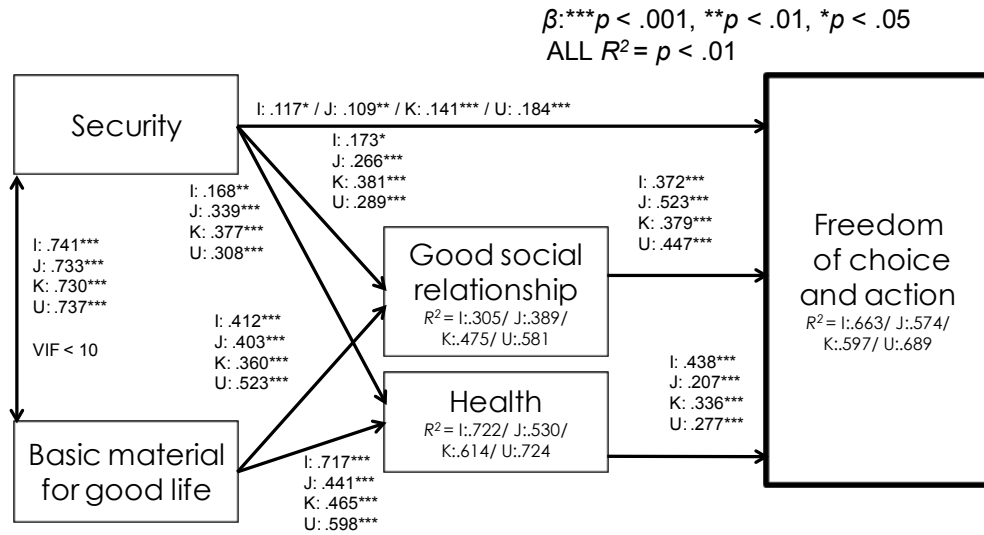 β:***p < .001, **p < .01, *p < .05
ALL R² = p < .01
Security
I: .117* / J: .109** / K: .141*** / U: .184***
I: .173*
J: .266***
K: .381***
U: .289***
I: .168**
J: .339***
K: .377***
U: .308***
I: .372***
J: .523***
K: .379***
U: .447***
I: .741***
J: .733***
K: .730***
U: .737***
VIF < 10
Good social
relationship
R² = I:.305/ J:.389/
K:.475/ U:.581
Freedom
of choice
and action
R² = I:.663/ J:.574/
K:.597/ U:.689
I: .412***
J: .403***
K: .360***
U: .523***
Health
R² = I:.722/ J:.530/
K:.614/ U:.724
I: .438***
J: .207***
K: .336***
U: .277***
Basic material
for good life
I: .717***
J: .441***
K: .465***
U: .598***